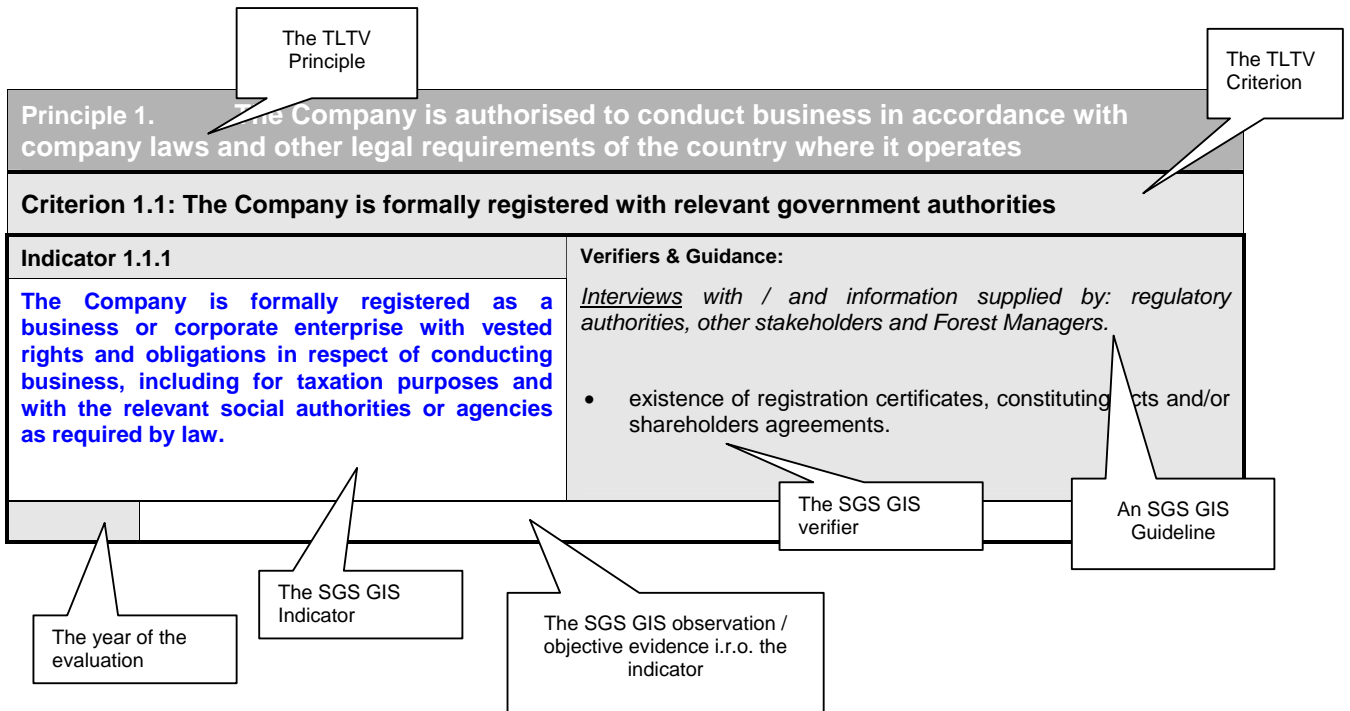 The TLTV
Principle
The TLTV
Criterion
Principle 1. The Company is authorised to conduct business in accordance with
company laws and other legal requirements of the country where it operates
Criterion 1.1: The Company is formally registered with relevant government authorities
Indicator 1.1.1
The Company is formally registered as a
business or corporate enterprise with vested
rights and obligations in respect of conducting
business, including for taxation purposes and
with the relevant social authorities or agencies
as required by law.
Verifiers & Guidance:
Interviews with / and information supplied by: regulatory
authorities, other stakeholders and Forest Managers.
• existence of registration certificates, constituting acts and/or
shareholders agreements.
The SGS GIS
verifier
An SGS GIS
Guideline
The SGS GIS
Indicator
The SGS GIS observation /
objective evidence i.r.o. the
indicator
The year of the
evaluation